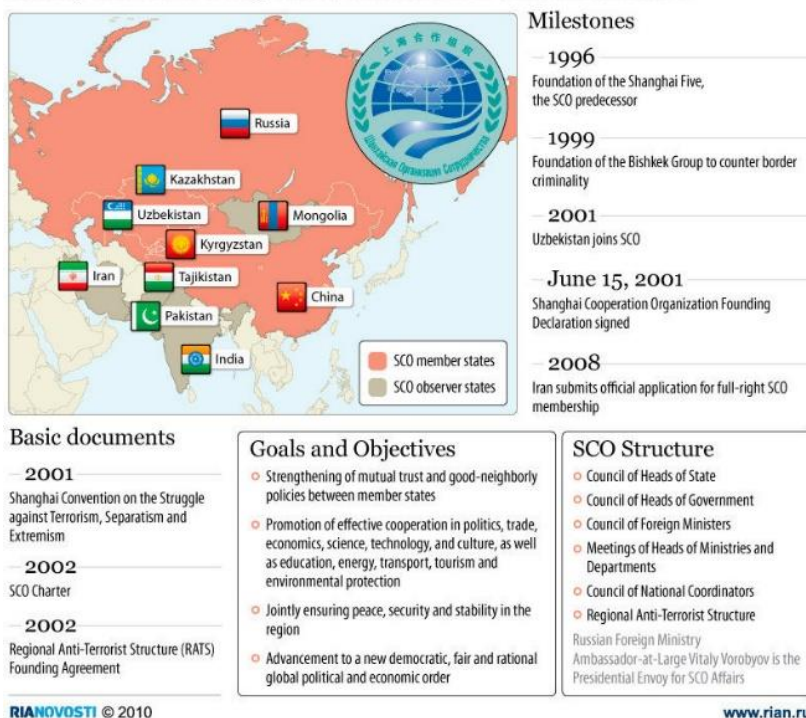 上海合作组织
Шанхайская Организация Сотрудничества
Russia
Kazakhstan
Uzbekistan
Mongolia
Kyrgyzstan
Iran
Tajikistan
China
Pakistan
India
SCO member states
SCO observer states
Milestones
1996
Foundation of the Shanghai Five,
the SCO predecessor
1999
Foundation of the Bishkek Group to counter border
criminality
2001
Uzbekistan joins SCO
June 15, 2001
Shanghai Cooperation Organization Founding
Declaration signed
2008
Iran submits official application for full-right SCO
membership
Basic documents
2001
Shanghai Convention on the Struggle
against Terrorism, Separatism and
Extremism
2002
SCO Charter
2002
Regional Anti-Terrorist Structure (RATS)
Founding Agreement
Goals and Objectives
Strengthening of mutual trust and good-neighborly
policies between member states
Promotion of effective cooperation in politics, trade,
economics, science, technology, and culture, as well
as education, energy, transport, tourism and
environmental protection
Jointly ensuring peace, security and stability in the
region
Advancement to a new democratic, fair and rational
global political and economic order
SCO Structure
Council of Heads of State
Council of Heads of Government
Council of Foreign Ministers
Meetings of Heads of Ministries and
Departments
Council of National Coordinators
Regional Anti-Terrorist Structure
Russian Foreign Ministry
Ambassador-at-Large Vitaly Vorobyov is the
Presidential Envoy for SCO Affairs
RIANOVOSTI © 2010
www.rian.ru